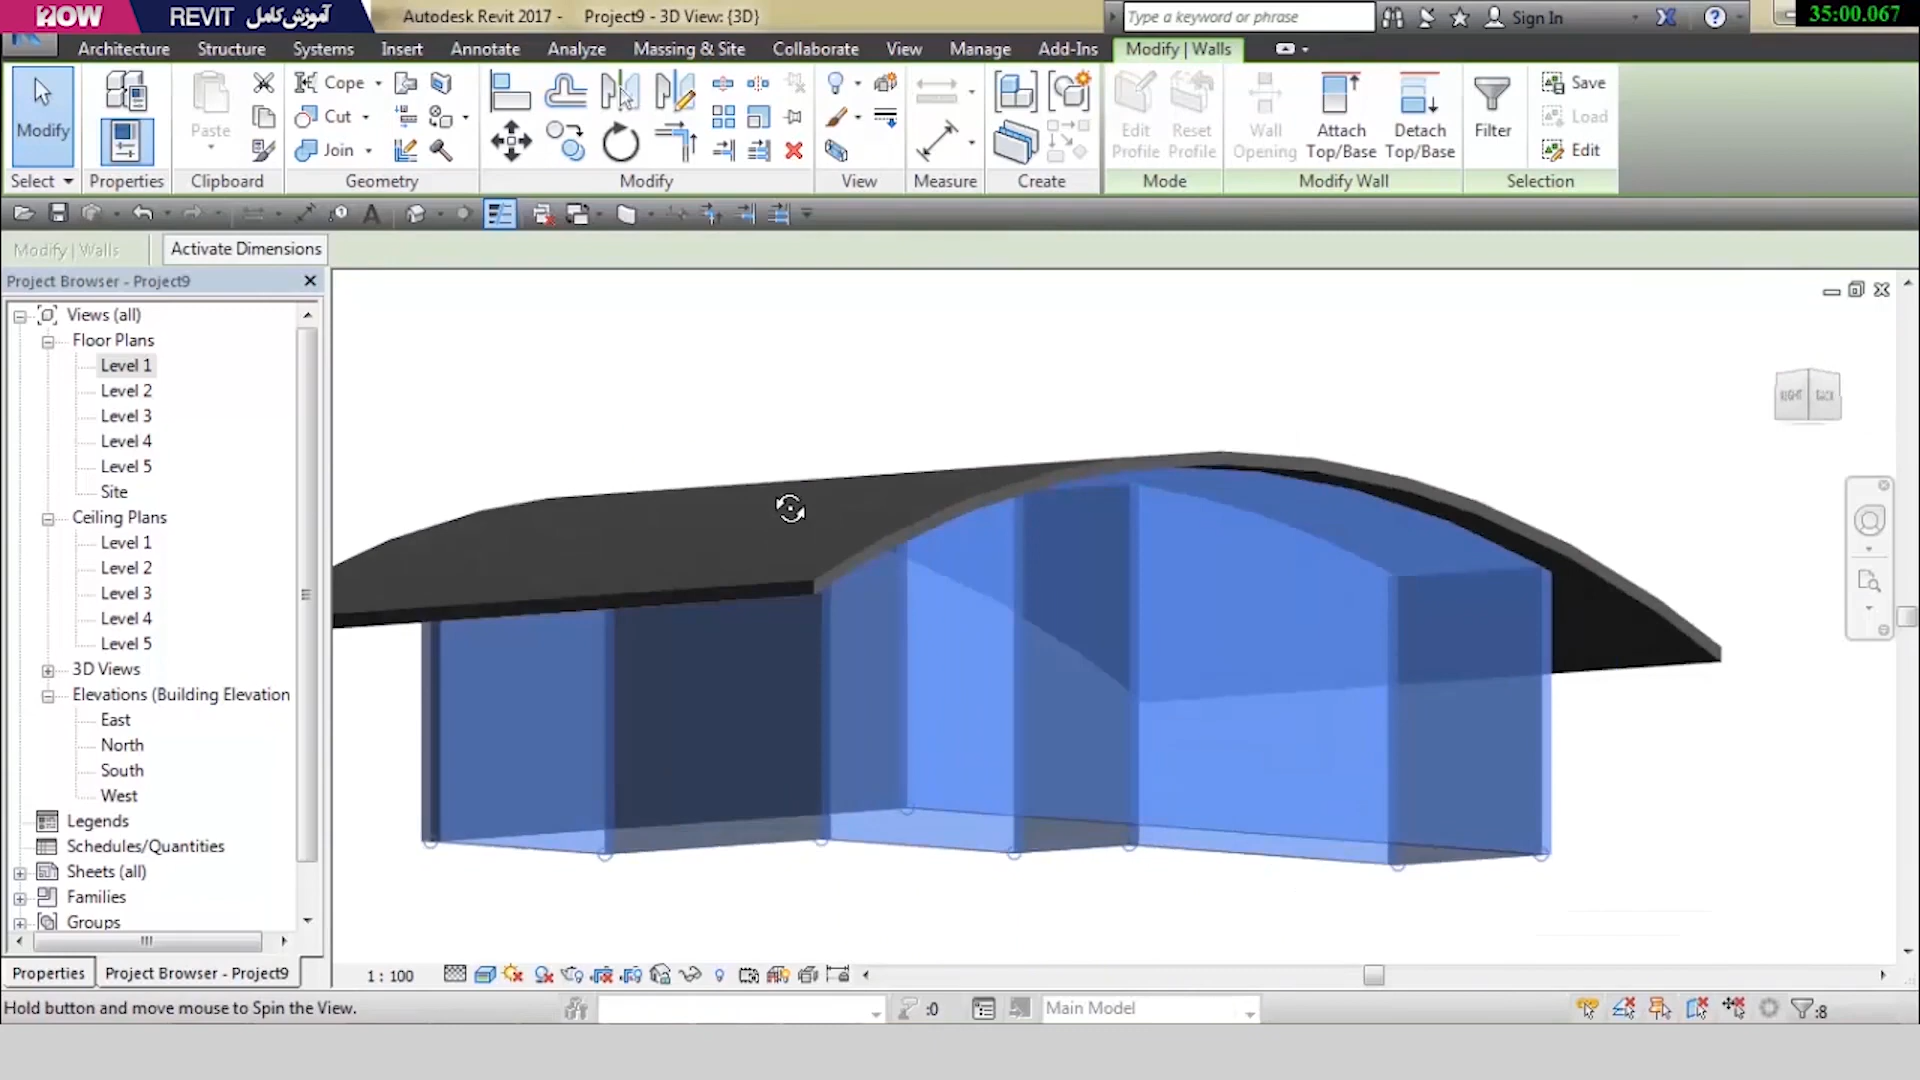 2NOW REVIT آموزش کامل
Autodesk Revit 2017 - Project9 - 3D View: {3D}
Type a keyword or phrase
Sign In
35:00.067
Architecture Structure Systems Insert Annotate Analyze Massing & Site Collaborate View Manage Add-Ins Modify | Walls
Modify
Paste
Cope
Cut
Join
Edit Profile
Reset Profile
Wall Opening
Attach Top/Base
Detach Top/Base
Filter
Save
Load
Edit
Select Properties Clipboard Geometry Modify View Measure Create Mode Modify Wall Selection
Modify | Walls
Activate Dimensions
Project Browser - Project9
Views (all)
Floor Plans
Level 1
Level 2
Level 3
Level 4
Level 5
Site
Ceiling Plans
Level 1
Level 2
Level 3
Level 4
Level 5
3D Views
Elevations (Building Elevation
East
North
South
West
Legends
Schedules/Quantities
Sheets (all)
Families
Groups
RIGHT BACK
Properties Project Browser - Project9
1 : 100
Hold button and move mouse to Spin the View.
:0
Main Model
:8